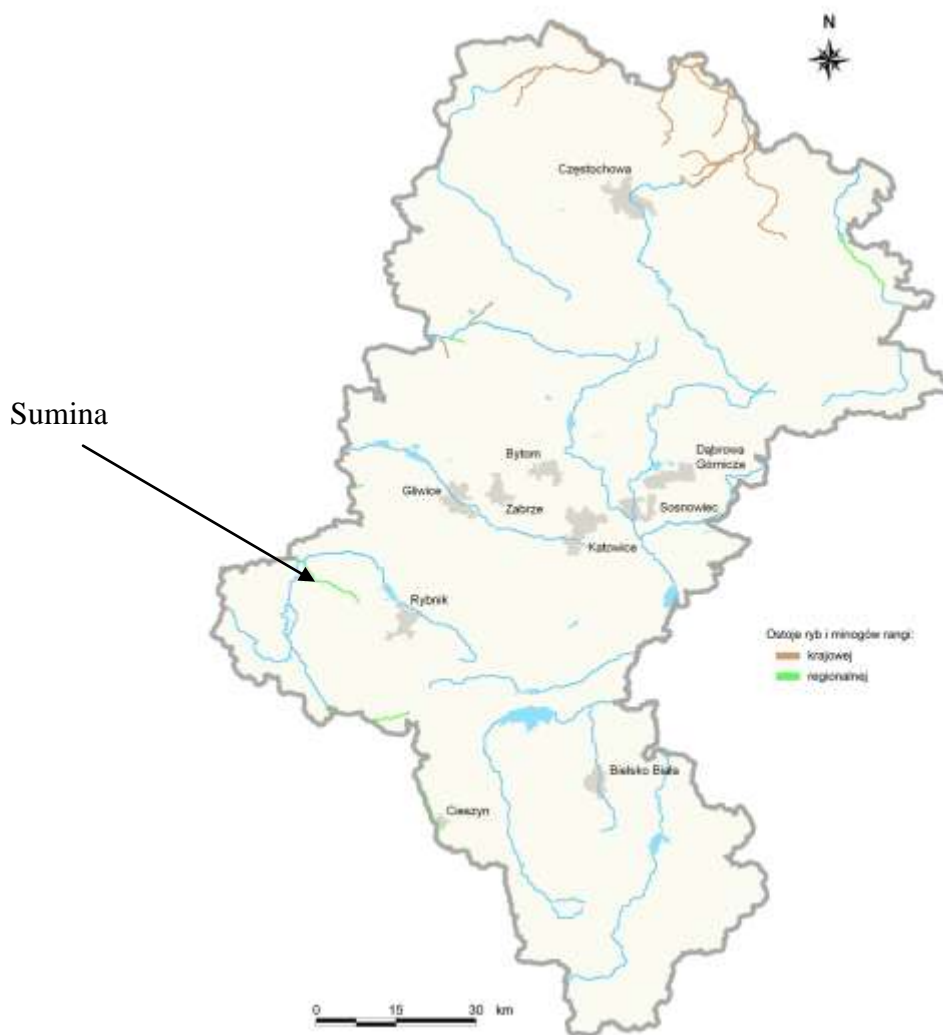 N
Częstochowa
Sumina
Bytom
Dąbrowa
Górnicze
Gliwice
Zabrze
Sosnowiec
Katowice
Rybnik
Ostoje ryb i minogów rangi:
krajowej
regionalnej
Bielsko Biała
Cieszyn
0 15 30 km